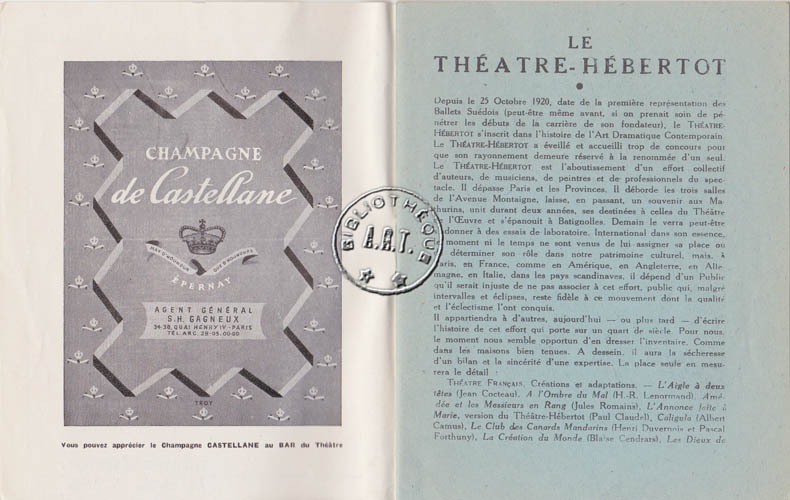 CHAMPAGNE
de Castellane
PLUS D'HONNEUR
QUE D'HONNEURS
ÉPERNAY
AGENT GÉNÉRAL
S.H. GAGNEUX
34-38, QUAI HENRY IV - PARIS
TÉL. ARC. 28-05, 00-60
TROY
Vous pouvez apprécier le Champagne CASTELLANE au BAR du Théâtre
BIBLIOTHÈQUE
A.R.T.
LE
THÉATRE-HÉBERTOT
Depuis le 25 Octobre 1920, date de la première représentation des
Ballets Suédois (peut-être même avant, si on prenait soin de pé-
nétrer les débuts de la carrière de son fondateur), le THÉATRE-
HÉBERTOT s'inscrit dans l'histoire de l'Art Dramatique Contemporain.
Le THÉATRE-HÉBERTOT a éveillé et accueilli trop de concours pour
que son rayonnement demeure réservé à la renommée d'un seul.
Le THÉATRE-HÉBERTOT est l'aboutissement d'un effort collectif
d'auteurs, de musiciens, de peintres et de professionnels du spec-
tacle. Il dépasse Paris et les Provinces. Il déborde les trois salles
de l'Avenue Montaigne, laisse, en passant, un souvenir aux Ma-
thurins, unit durant deux années, ses destinées à celles du Théâtre
de l'Œuvre et s'épanouit à Batignolles. Demain le verra peut-être
s'adonner à des essais de laboratoire. International dans son essence,
moment ni le temps ne sont venus de lui assigner sa place ou
déterminer son rôle dans notre patrimoine culturel, mais, à
Paris, en France, comme en Amérique, en Angleterre, en Alle-
magne, en Italie, dans les pays scandinaves, il dépend d'un Public
qu'il serait injuste de ne pas associer à cet effort, public qui, malgré
intervalles et éclipses, reste fidèle à ce mouvement dont la qualité
et l'éclectisme l'ont conquis.
Il appartiendra à d'autres, aujourd'hui — ou plus tard — d'écrire
l'histoire de cet effort qui porte sur un quart de siècle. Pour nous,
le moment nous semble opportun d'en dresser l'inventaire. Comme
dans les maisons bien tenues. A dessein, il aura la sécheresse
d'un bilan et la sincérité d'une expertise. La place seule en mesu-
rera le détail :
THÉATRE FRANÇAIS, Créations et adaptations. — L'Aigle à deux
têtes (Jean Cocteau), A l'Ombre du Mal (H.-R. Lenormand), Amé-
dée et les Messieurs en Rang (Jules Romains), L'Annonce faite à
Marie, version du Théâtre-Hébertot (Paul Claudel), Caligula (Albert
Camus), Le Club des Canards Mandarins (Henri Duvernois et Pascal
Forthuny), La Création du Monde (Blaise Cendrars), Les Dieux de